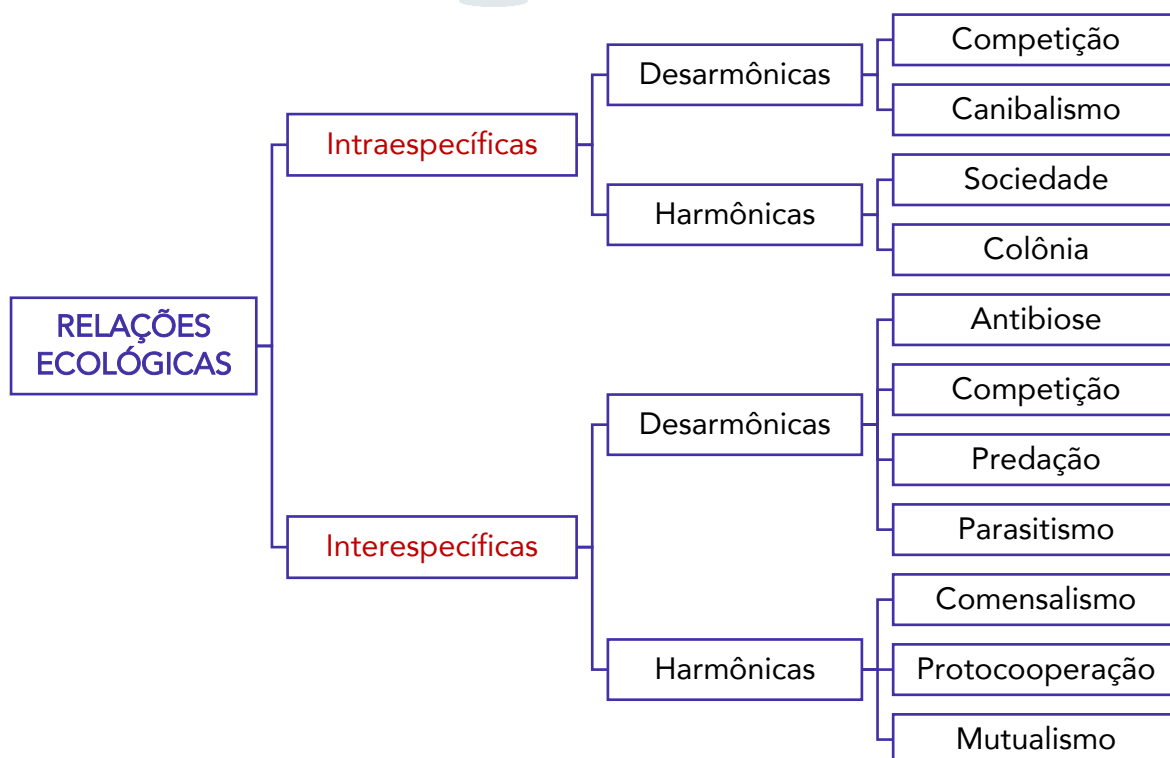 RELAÇÕES
ECOLÓGICAS
Intraespecíficas
Desarmônicas
Competição
Canibalismo
Harmônicas
Sociedade
Colônia
Interespecíficas
Desarmônicas
Antibiose
Competição
Predação
Parasitismo
Harmônicas
Comensalismo
Protocooperação
Mutualismo